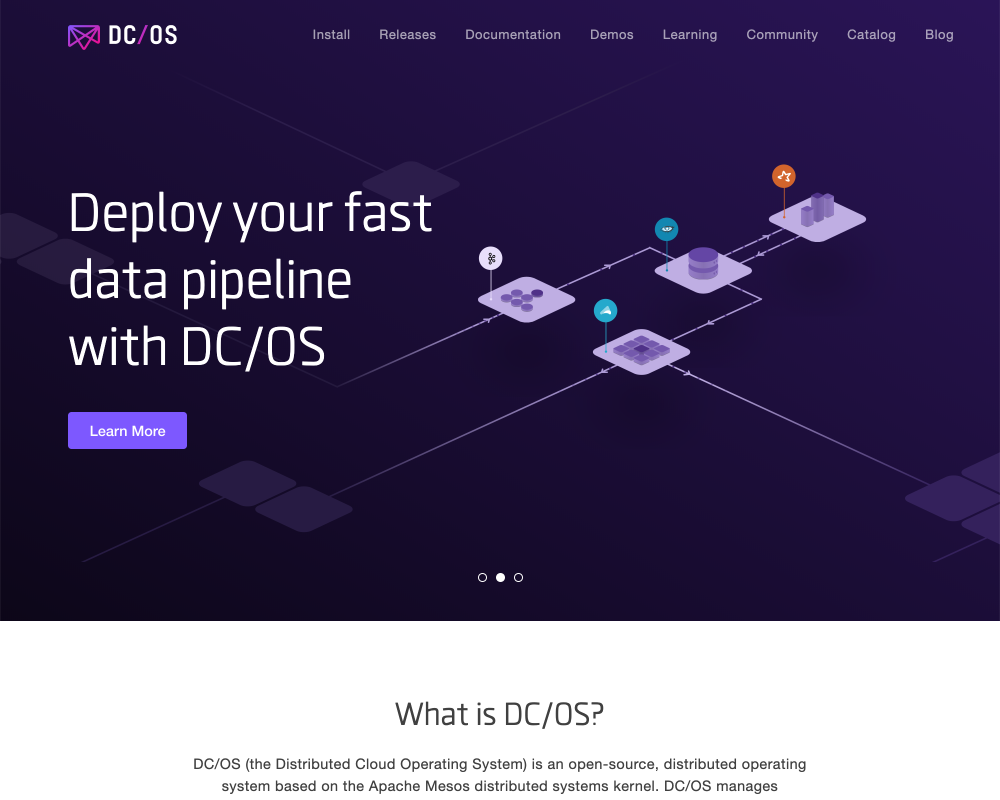 DC/OS
Install Releases Documentation Demos Learning Community Catalog Blog
Deploy your fast
data pipeline
with DC/OS
Learn More
What is DC/OS?
DC/OS (the Distributed Cloud Operating System) is an open-source, distributed operating
system based on the Apache Mesos distributed systems kernel. DC/OS manages